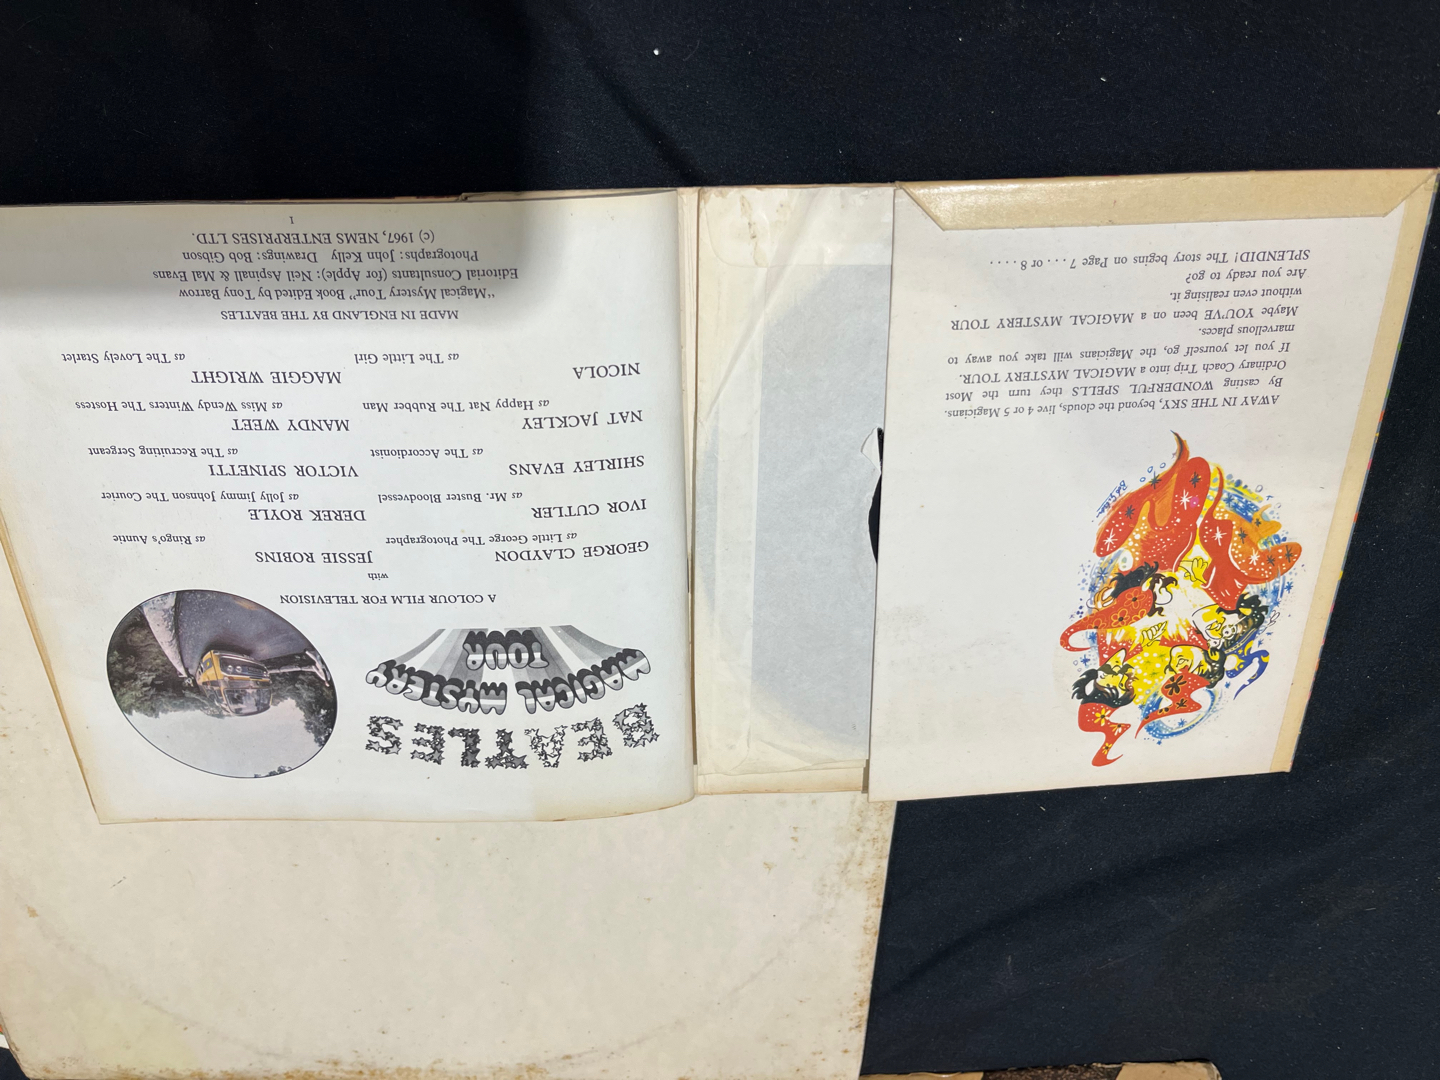 AWAY IN THE SKY, beyond the clouds, live 4 or 5 Magicians.
By casting WONDERFUL SPELLS they turn the Most
Ordinary Coach Trip into a MAGICAL MYSTERY TOUR.
If you let yourself go, the Magicians will take you away to
marvellous places.
Maybe YOU'VE been on a MAGICAL MYSTERY TOUR
without even realising it.
Are you ready to go?
SPLENDID! The story begins on Page 7 . . . . or 8 . . . .
BEATLES
MAGICAL MYSTERY
TOUR
A COLOUR FILM FOR TELEVISION
with
GEORGE CLAYDON
as Little George The Photographer
JESSIE ROBINS
as Ringo's Auntie
IVOR CUTLER
as Mr. Buster Bloodvessel
DEREK ROYLE
as Jolly Jimmy Johnson The Courier
SHIRLEY EVANS
as The Accordionist
VICTOR SPINETTI
as The Recruiting Sergeant
NAT JACKLEY
as Happy Nat The Rubber Man
MANDY WEET
as Miss Wendy Winters The Hostess
NICOLA
as The Little Girl
MAGGIE WRIGHT
as The Lovely Starlet
MADE IN ENGLAND BY THE BEATLES
"Magical Mystery Tour" Book Edited by Tony Barrow
Editorial Consultants (for Apple): Neil Aspinall & Mal Evans
Photographs: John Kelly Drawings: Bob Gibson
(c) 1967, NEMS ENTERPRISES LTD.
1